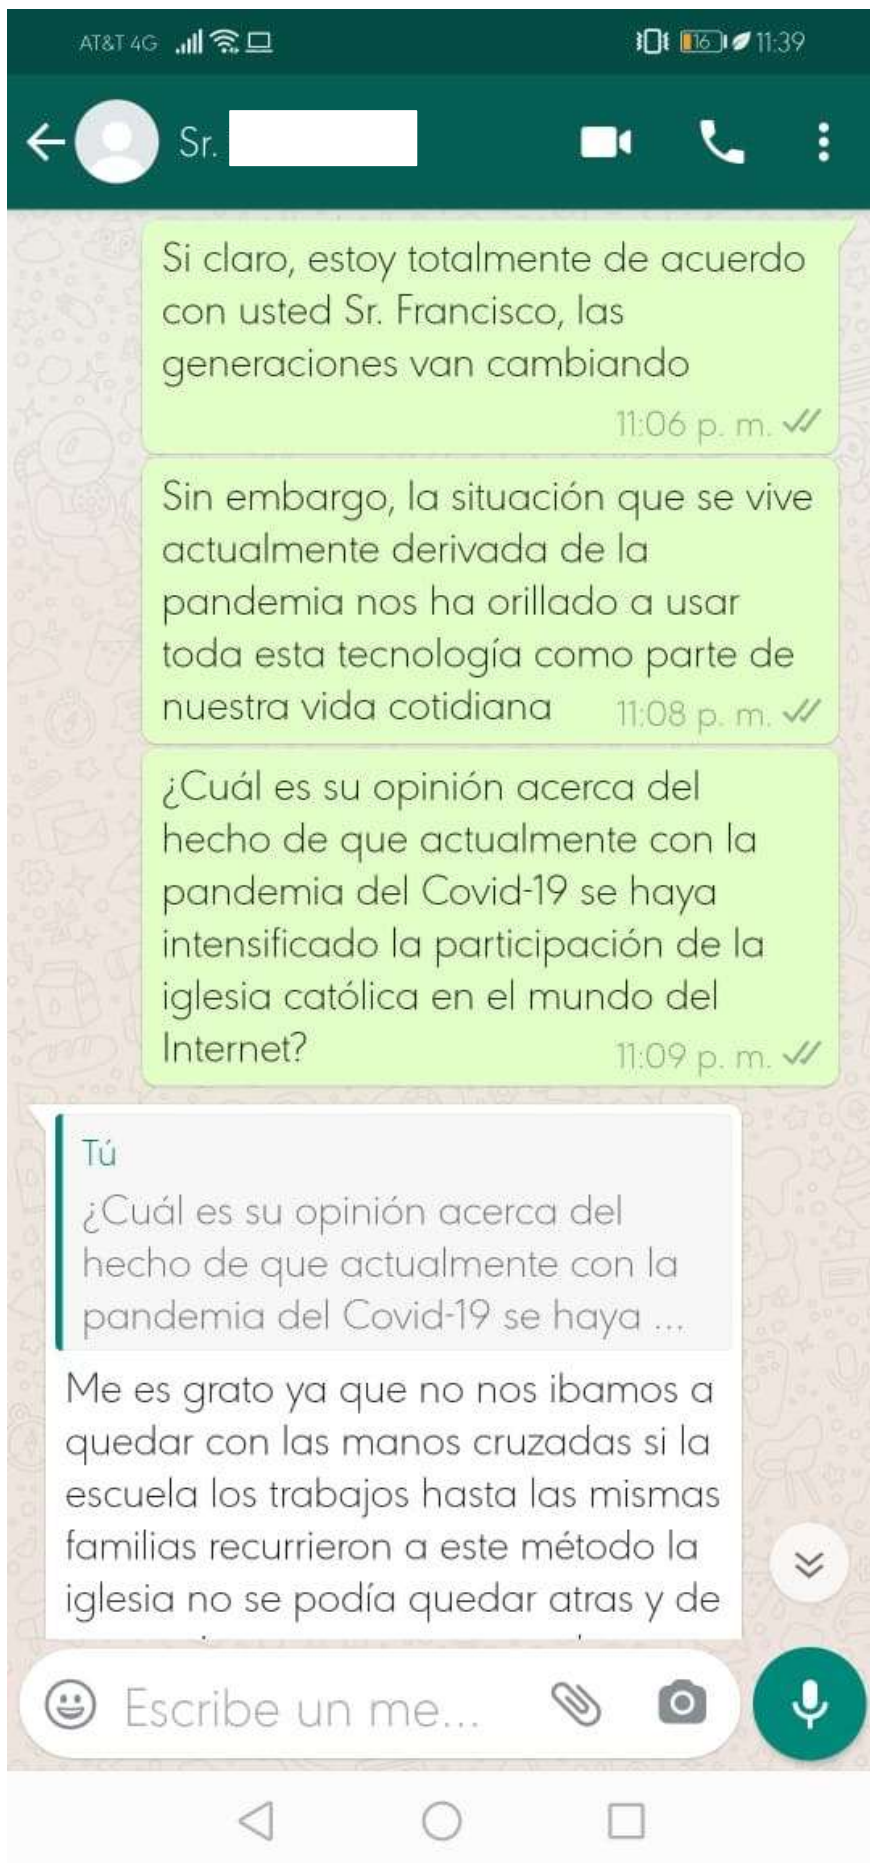 AT&T 4G 16 11:39
Sr.
Si claro, estoy totalmente de acuerdo
con usted Sr. Francisco, las
generaciones van cambiando
11:06 p. m.
Sin embargo, la situación que se vive
actualmente derivada de la
pandemia nos ha orillado a usar
toda esta tecnología como parte de
nuestra vida cotidiana 11:08 p. m.
¿Cuál es su opinión acerca del
hecho de que actualmente con la
pandemia del Covid-19 se haya
intensificado la participación de la
iglesia católica en el mundo del
Internet? 11:09 p. m.
Tú
¿Cuál es su opinión acerca del
hecho de que actualmente con la
pandemia del Covid-19 se haya ...
Me es grato ya que no nos ibamos a
quedar con las manos cruzadas si la
escuela los trabajos hasta las mismas
familias recurrieron a este método la
iglesia no se podía quedar atras y de
Escribe un me...